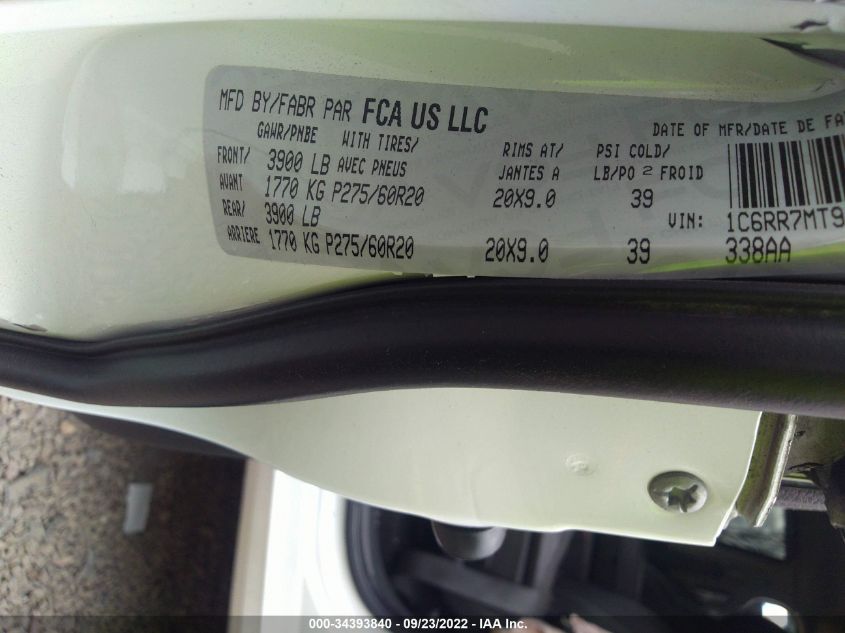 MFD BY/FABR PAR FCA US LLC
DATE OF MFR/DATE DE
GAWR/PNBE WITH TIRES/ RIMS AT/ PSI COLD/
FRONT/ 3900 LB AVEC PNEUS JANTES A LB/PO 2 FROID
AVANT 1770 KG P275/60R20 20X9.0 39
REAR/ 3900 LB VIN: 1C6RR7MT9
ARRIERE 1770 KG P275/60R20 20X9.0 39 338AA
000-34393840 - 09/23/2022 - IAA Inc.